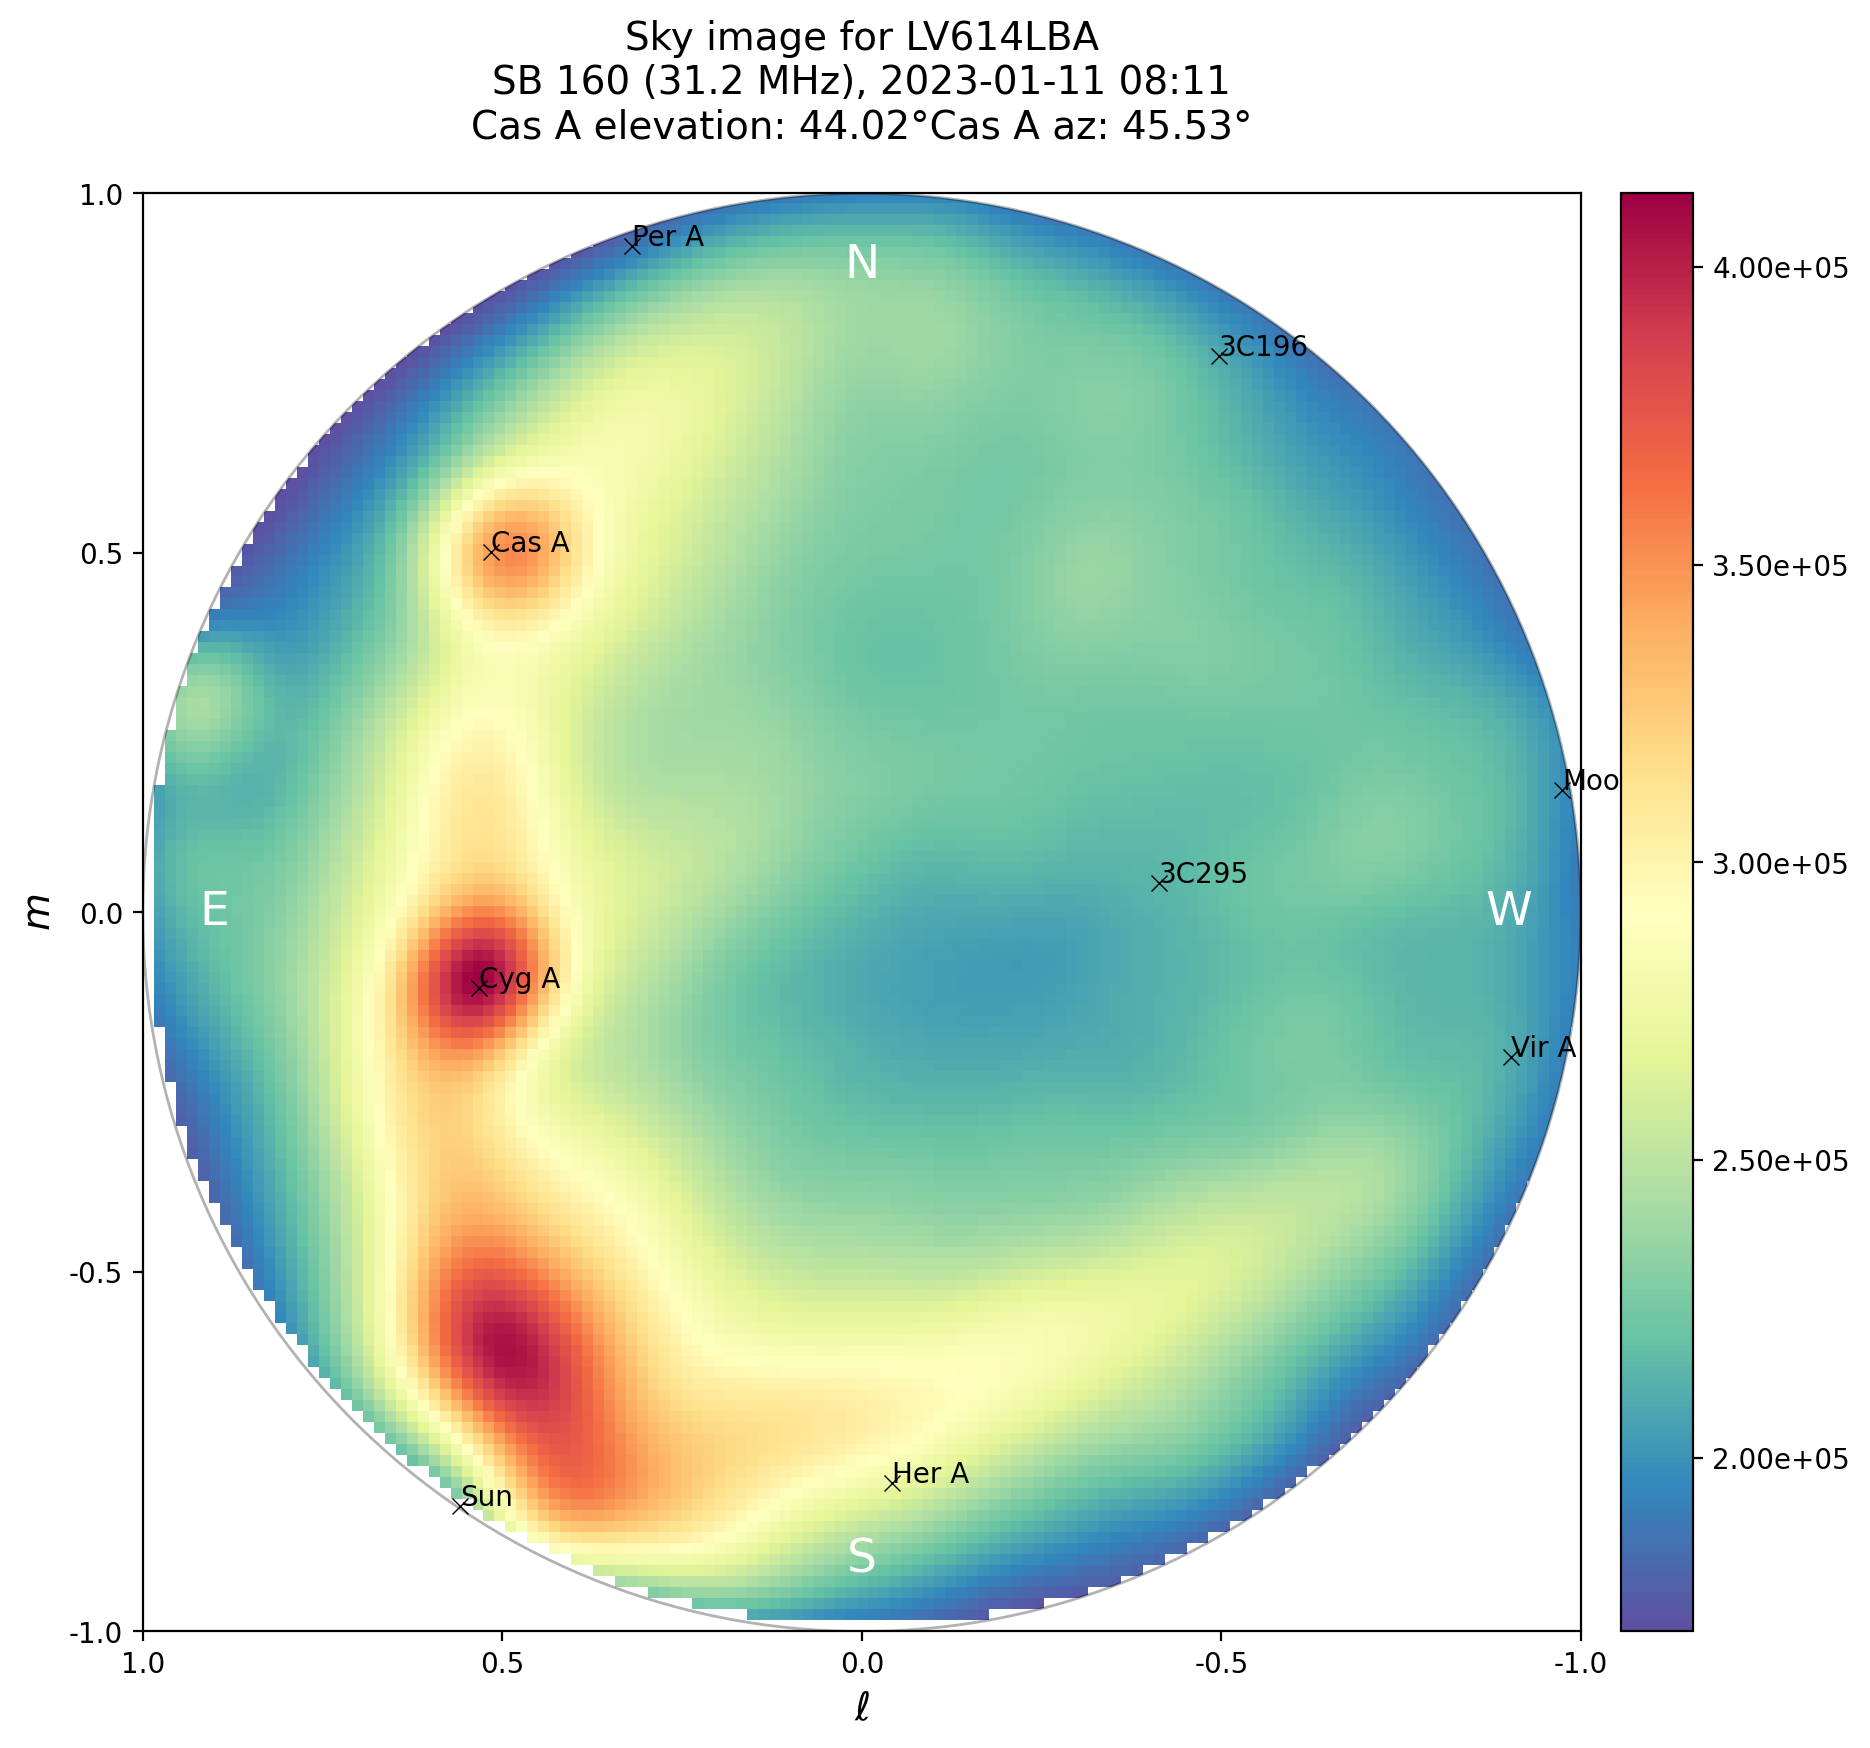 Sky image for LV614LBA
SB 160 (31.2 MHz), 2023-01-11 08:11
Cas A elevation: 44.02°Cas A az: 45.53°
1.0
0.5
0.0
-0.5
-1.0
m
1.0
0.5
0.0
-0.5
-1.0
ℓ
Per A
N
3C196
Cas A
Moo
3C295
E
W
Cyg A
Vir A
Her A
Sun
S
4.00e+05
3.50e+05
3.00e+05
2.50e+05
2.00e+05